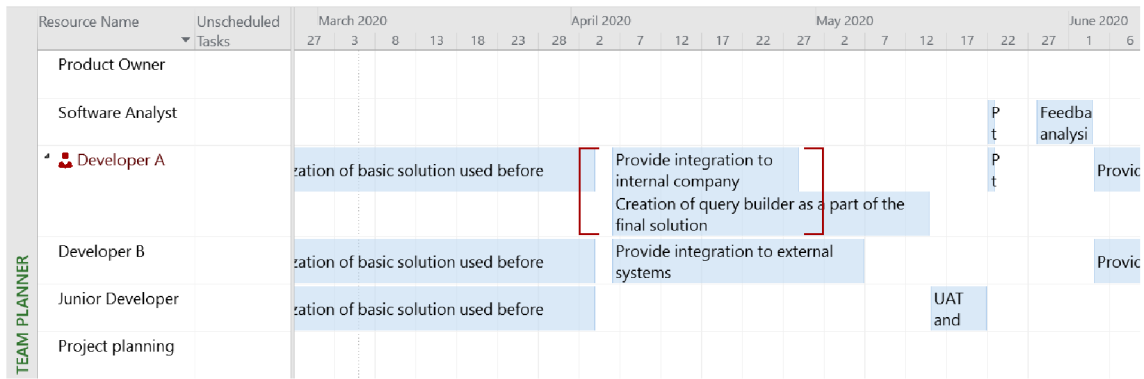 Resource Name
Unscheduled
Tasks
March 2020
April 2020
May 2020
June 2020
27 3 8 13 18 23 28 2 7 12 17 22 27 2 7 12 17 22 27 1 6
Product Owner
Software Analyst
P
t
Feedba
analysi
Developer A
zation of basic solution used before
Provide integration to
internal company
Creation of query builder as a part of the
final solution
P
t
Provid
Developer B
zation of basic solution used before
Provide integration to external
systems
Provid
Junior Developer
zation of basic solution used before
UAT
and
Project planning
TEAM PLANNER